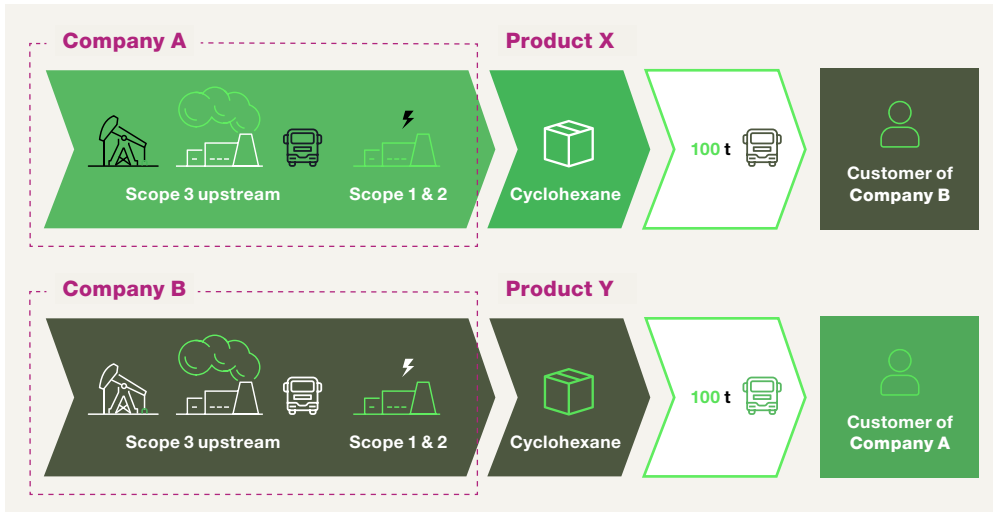 Company A
Product X
Scope 3 upstream
Scope 1 & 2
Cyclohexane
100 t
Customer of
Company B
Company B
Product Y
Scope 3 upstream
Scope 1 & 2
Cyclohexane
100 t
Customer of
Company A